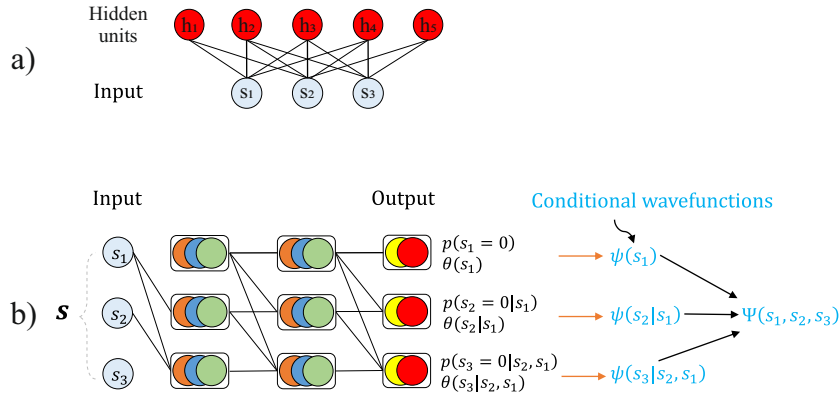 Hidden units
h₁ h₂ h₃ h₄ h₅
a)
Input
s₁ s₂ s₃
Input
Output
Conditional wavefunctions
s₁
p(s₁ = 0)
θ(s₁)
ψ(s₁)
b)
s
s₂
p(s₂ = 0|s₁)
θ(s₂|s₁)
ψ(s₂|s₁)
Ψ(s₁, s₂, s₃)
s₃
p(s₃ = 0|s₂, s₁)
θ(s₃|s₂, s₁)
ψ(s₃|s₂, s₁)